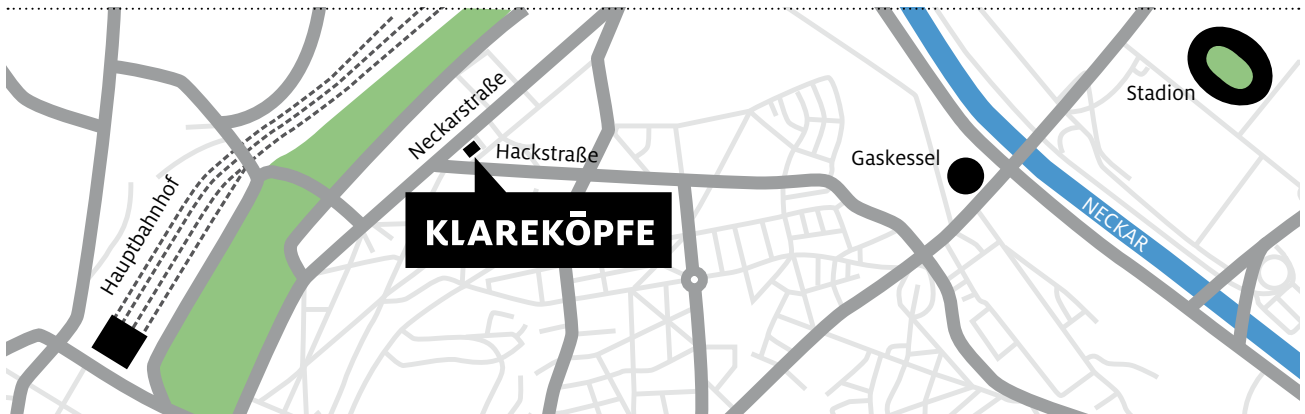 Stadion
Neckarstraße
Hackstraße
Gaskessel
Hauptbahnhof
KLAREKŌPFE
NECKAR